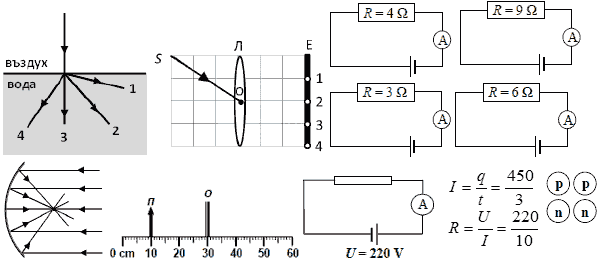 въздух
вода
1
2
3
4
S
Л
E
O
1
2
3
4
R = 4 Ω
A
R = 9 Ω
A
R = 3 Ω
A
R = 6 Ω
A
п
o
0 cm 10 20 30 40 50 60
A
U = 220 V
I = q/t = 450/3
R = U/I = 220/10
p p
n n